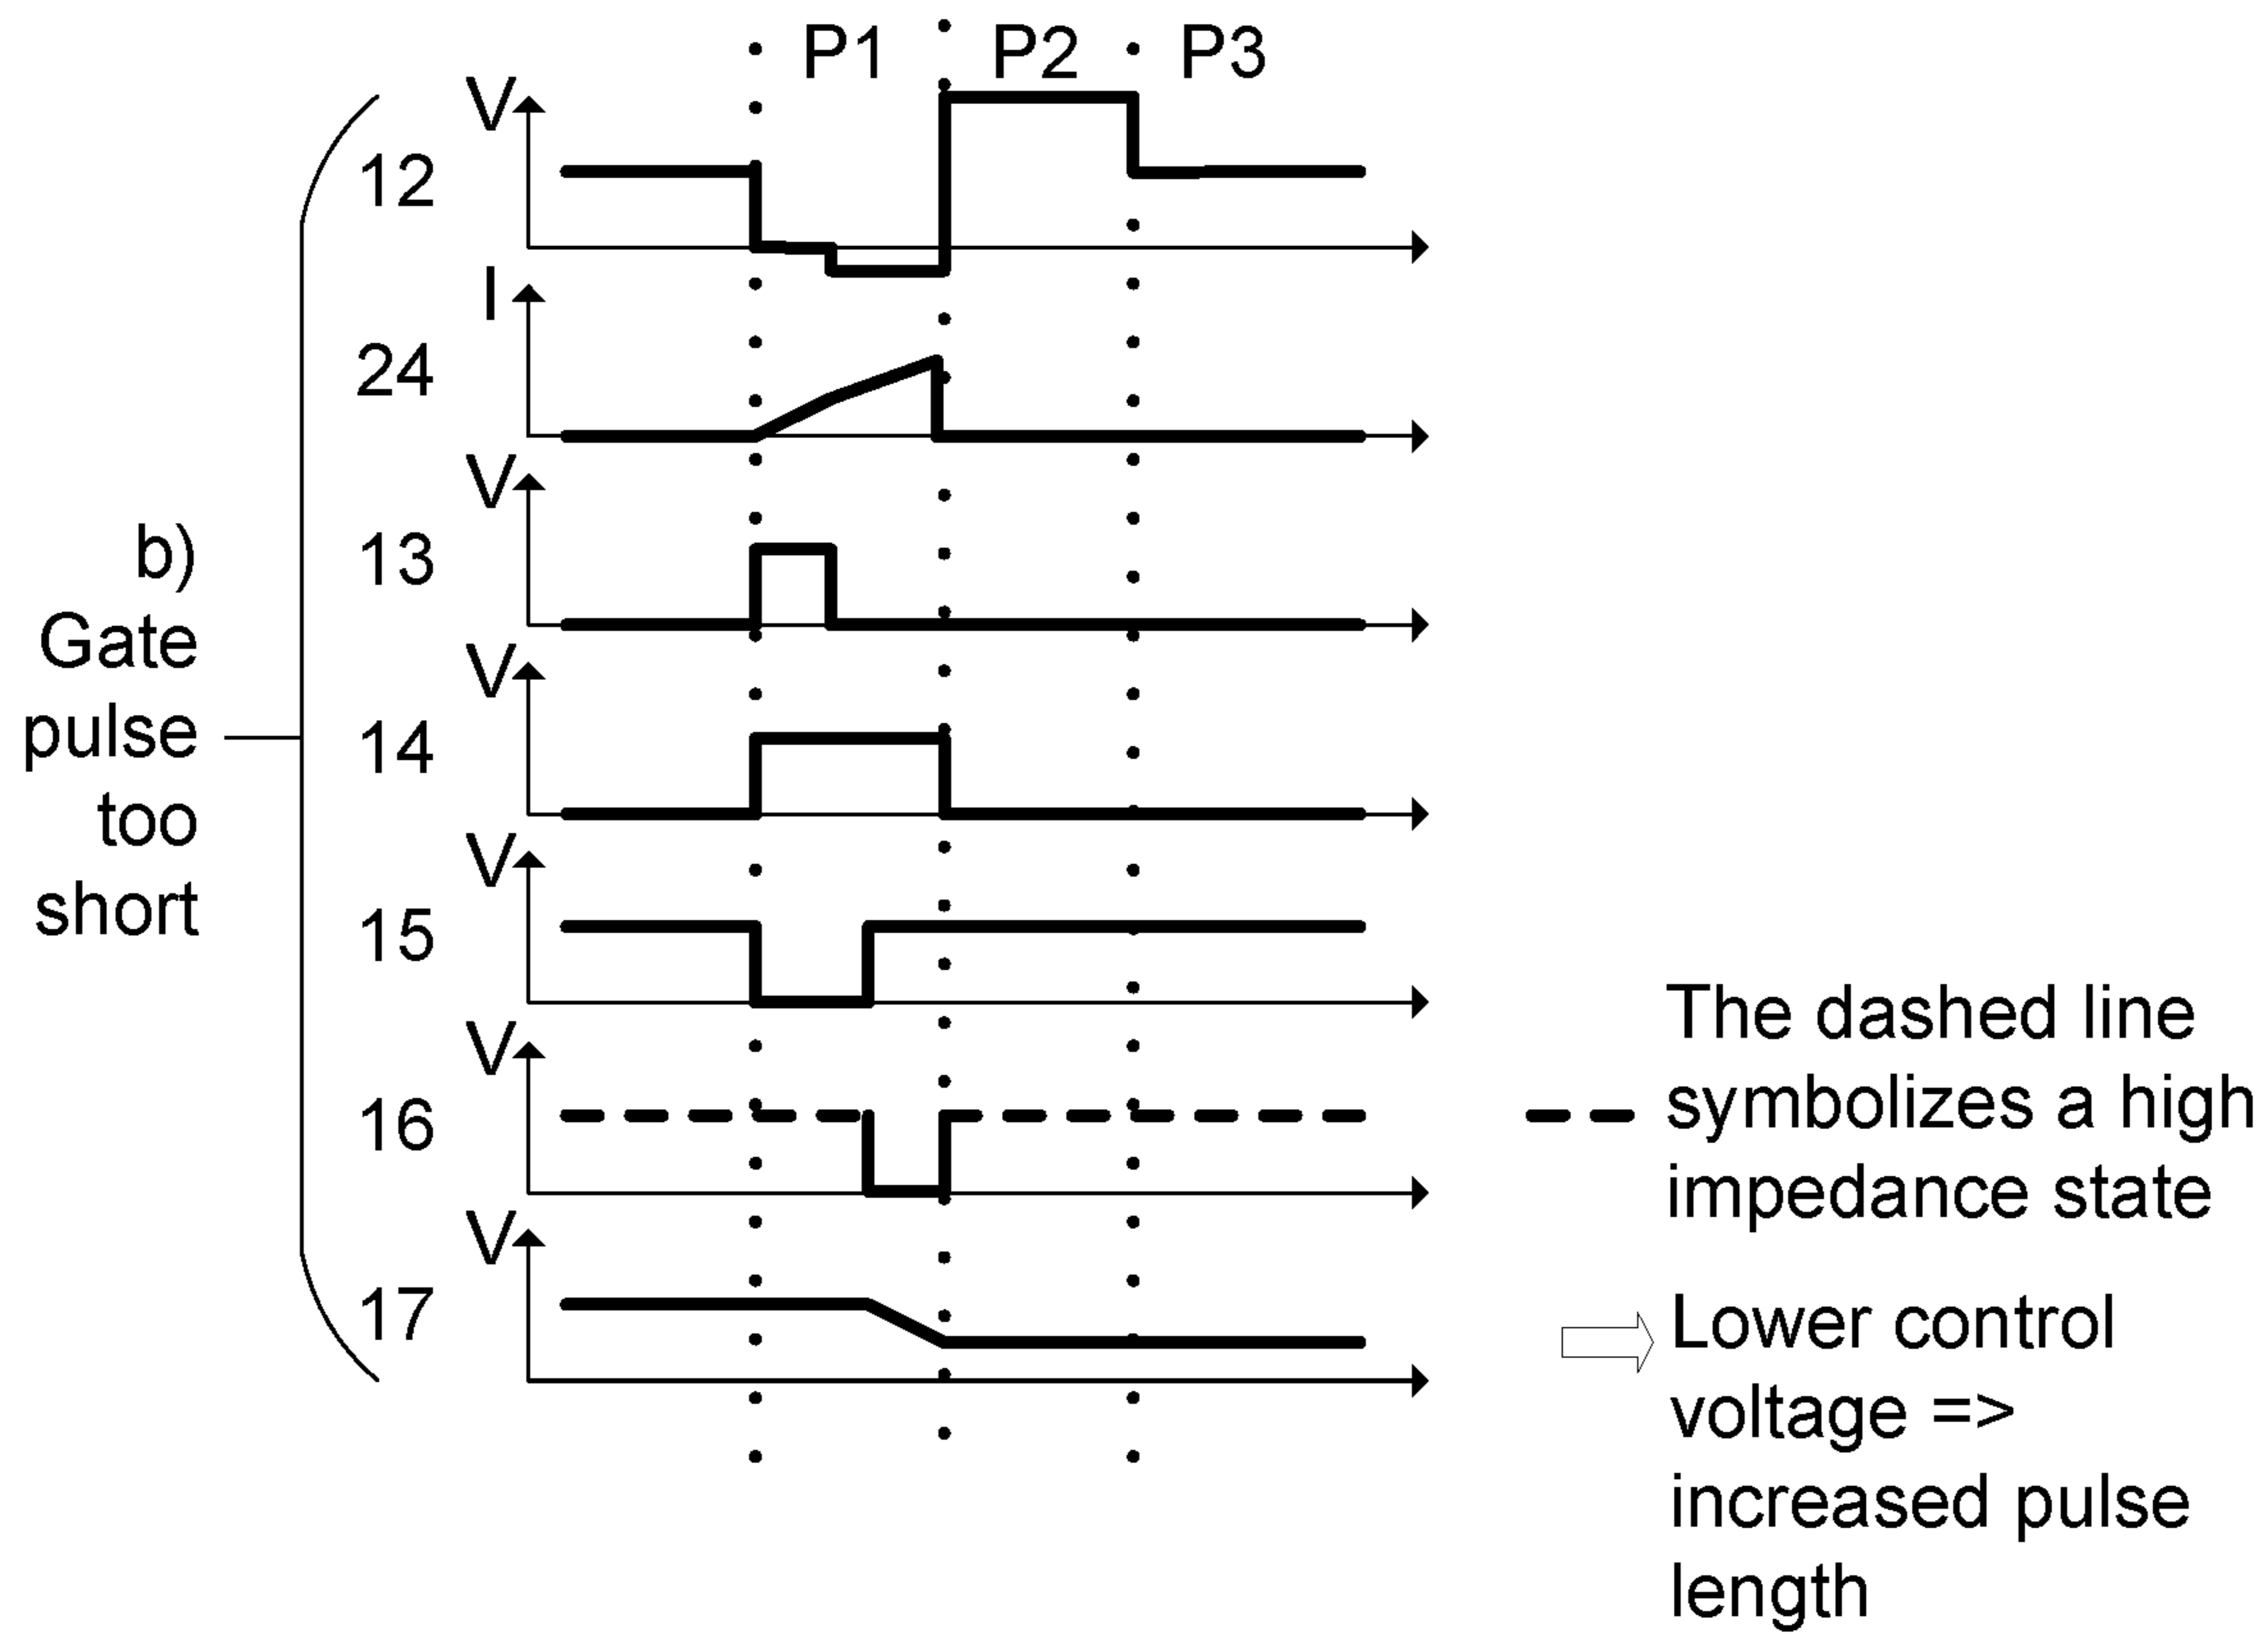 P1 P2 P3
V
12
I
24
V
13
b)
Gate
pulse
too
short
V
14
V
15
V
16
V
17
The dashed line
symbolizes a high
impedance state
Lower control
voltage =>
increased pulse
length